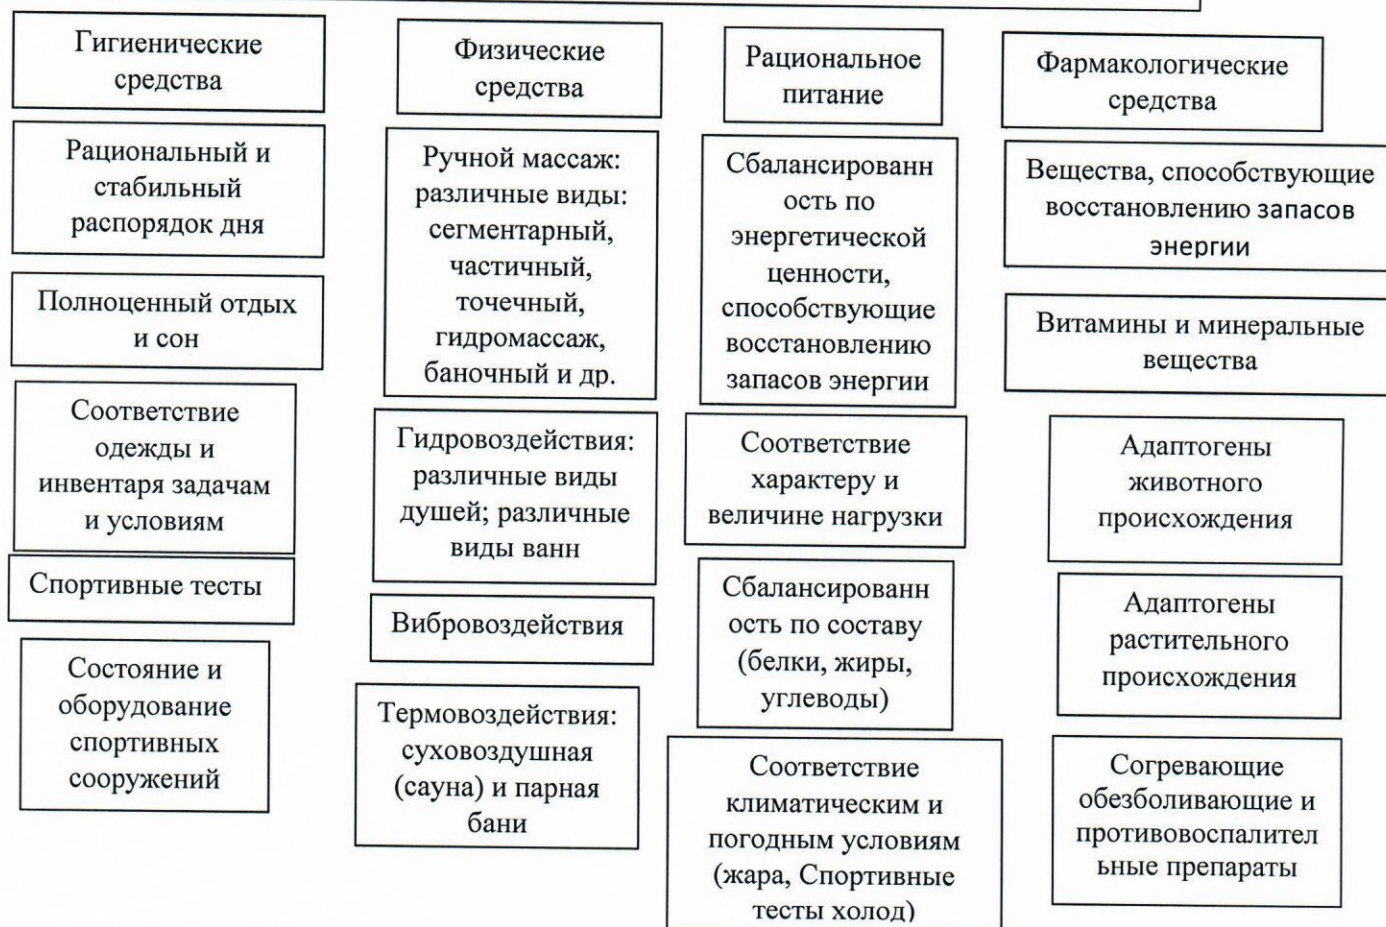 Гигиенические
средства
Рациональный и
стабильный
распорядок дня
Полноценный отдых
и сон
Соответствие
одежды и
инвентаря задачам
и условиям
Спортивные тесты
Состояние и
оборудование
спортивных
сооружений
Физические
средства
Ручной массаж:
различные виды:
сегментарный,
частичный,
точечный,
гидромассаж,
баночный и др.
Гидровоздействия:
различные виды
душей; различные
виды ванн
Вибровоздействия
Термовоздействия:
суховоздушная
(сауна) и парная
бани
Рациональное
питание
Сбалансированн
ость по
энергетической
ценности,
способствующие
восстановлению
запасов энергии
Соответствие
характеру и
величине нагрузки
Сбалансированн
ость по составу
(белки, жиры,
углеводы)
Соответствие
климатическим и
погодным условиям
(жара, Спортивные
тесты холод)
Фармакологические
средства
Вещества, способствующие
восстановлению запасов
энергии
Витамины и минеральные
вещества
Адаптогены
животного
происхождения
Адаптогены
растительного
происхождения
Согревающие
обезболивающие и
противовоспалител
ьные препараты